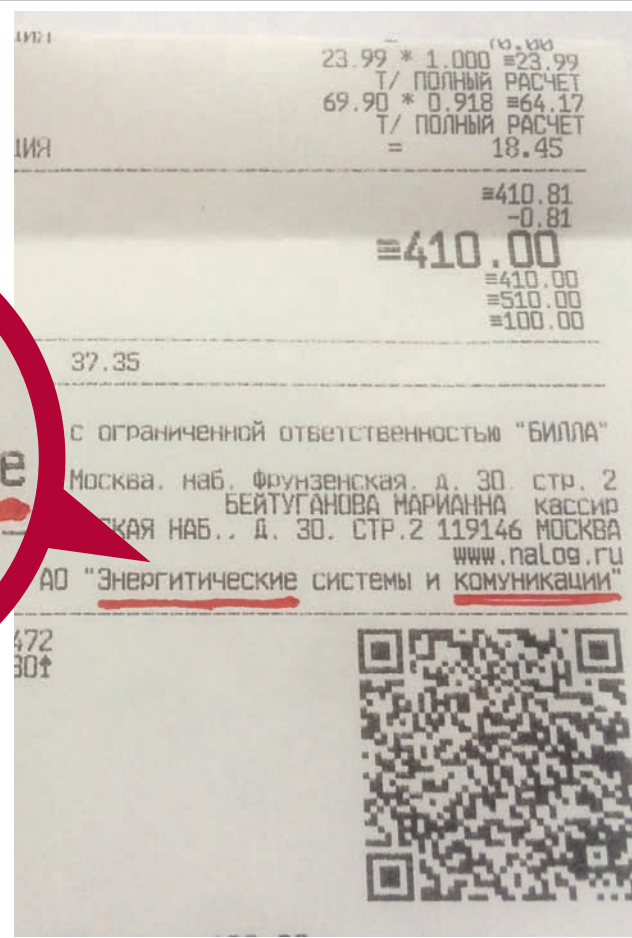 23.99 * 1.000 ≡23.99
Т/ ПОЛНЫЙ РАСЧЕТ
69.90 * 0.918 ≡64.17
Т/ ПОЛНЫЙ РАСЧЕТ
= 18.45
≡410.81
-0.81
≡410.00
≡410.00
≡510.00
≡100.00
37.35
с ограниченной ответственностью "БИЛЛА"
Москва. наб. Фрунзенская. д. 30. стр. 2
БЕЙТУГАНОВА МАРИАННА кассир
СКАЯ НАБ.. Д. 30. СТР.2 119146 МОСКВА
www.nalog.ru
АО "Энергитические системы и комуникации"
472
30↑